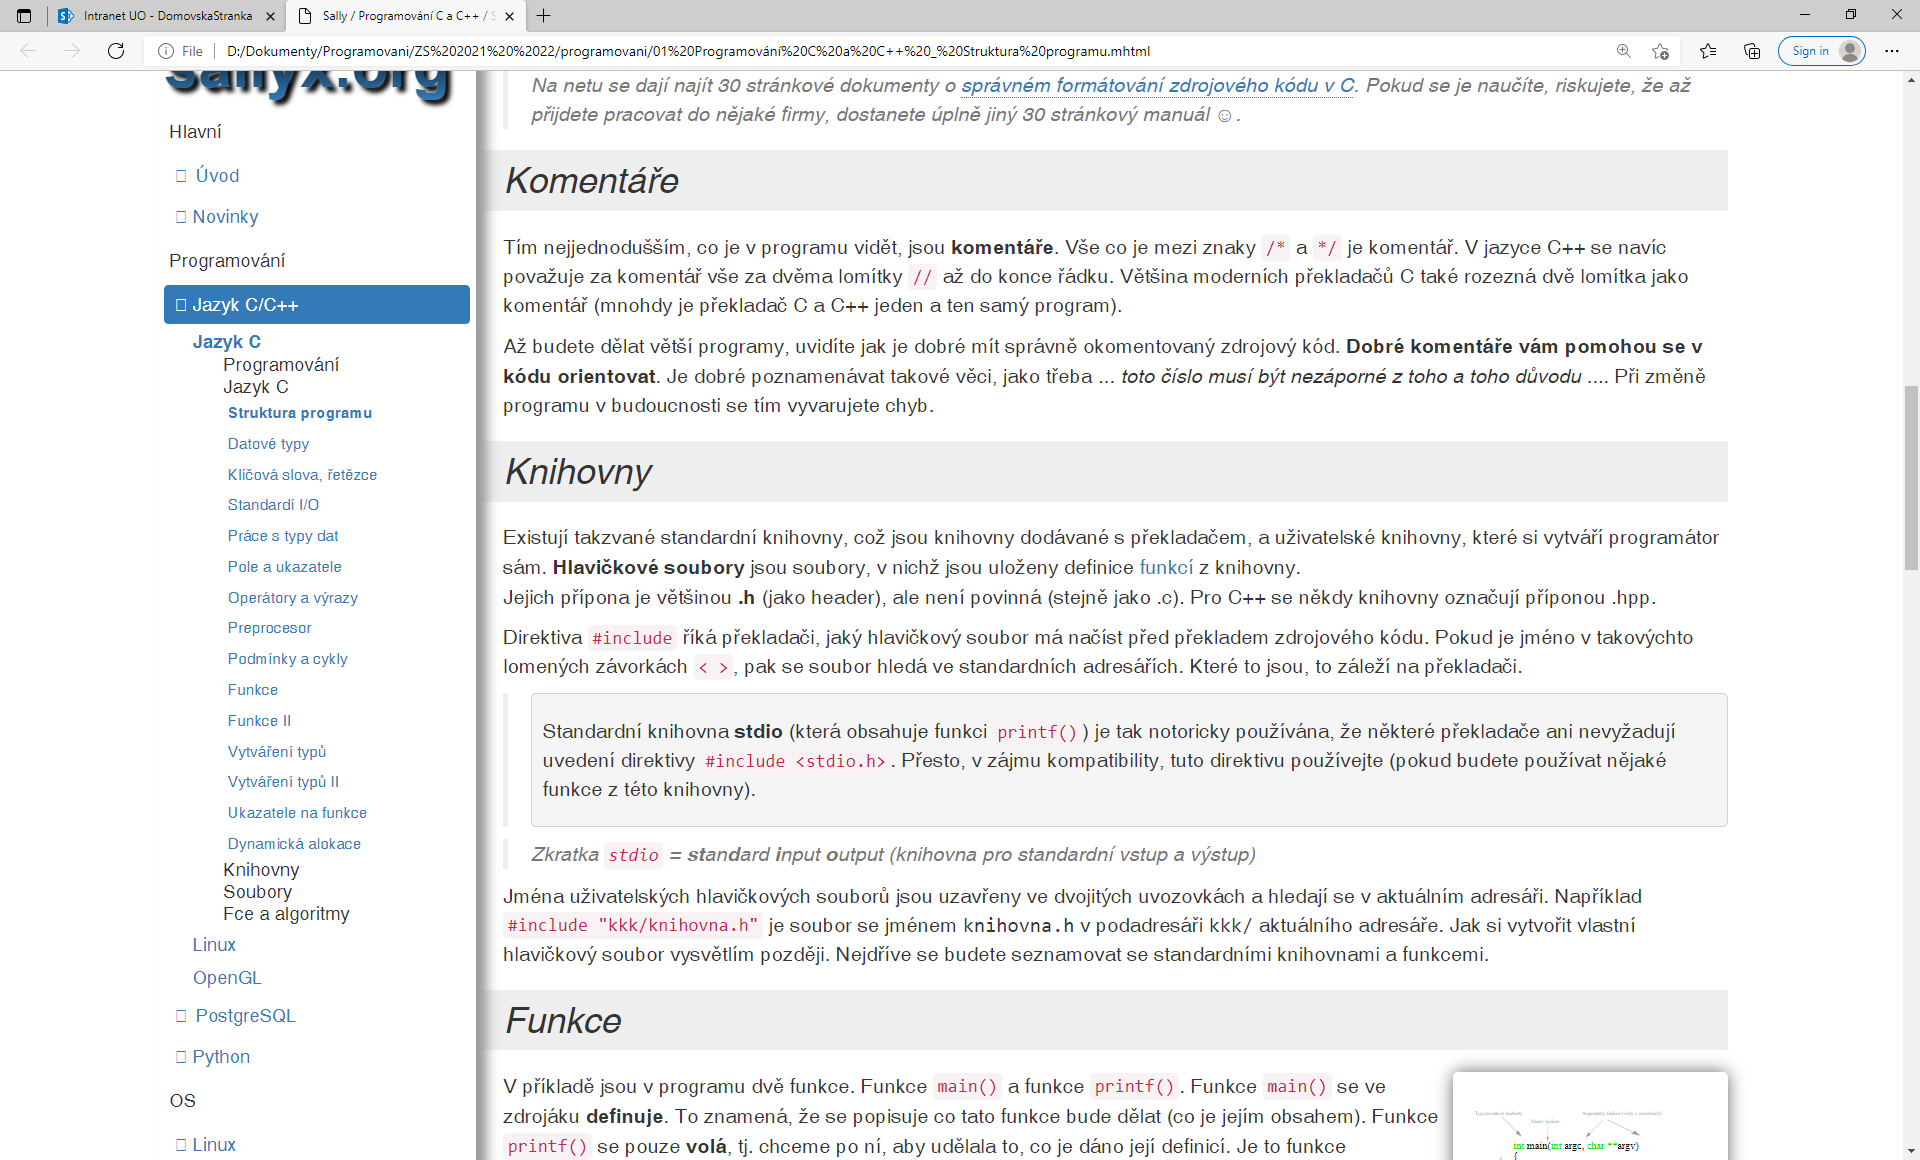 Intranet UO - DomovskaStranka
Sally / Programování C a C++ / S
File
D:/Dokumenty/Programovani/ZS%202021%20%2022/programovani/01%20Programování%20C%20a%20C++%20_%20Struktura%20programu.mhtml
Sign in
sallyx.org
Hlavní
Úvod
Novinky
Programování
Jazyk C/C++
Jazyk C
Programování
Jazyk C
Struktura programu
Datové typy
Klíčová slova, řetězce
Standardí I/O
Práce s typy dat
Pole a ukazatele
Operátory a výrazy
Preprocesor
Podmínky a cykly
Funkce
Funkce II
Vytváření typů
Vytváření typů II
Ukazatele na funkce
Dynamická alokace
Knihovny
Soubory
Fce a algoritmy
Linux
OpenGL
PostgreSQL
Python
OS
Linux
Na netu se dají najít 30 stránkové dokumenty o správném formátování zdrojového kódu v C. Pokud se je naučíte, riskujete, že až
přijdete pracovat do nějaké firmy, dostanete úplně jiný 30 stránkový manuál ☺.
Komentáře
Tím nejjednodušším, co je v programu vidět, jsou komentáře. Vše co je mezi znaky /* a */ je komentář. V jazyce C++ se navíc
považuje za komentář vše za dvěma lomítky // až do konce řádku. Většina moderních překladačů C také rozezná dvě lomítka jako
komentář (mnohdy je překladač C a C++ jeden a ten samý program).
Až budete dělat větší programy, uvidíte jak je dobré mít správně okomentovaný zdrojový kód. Dobré komentáře vám pomohou se v
kódu orientovat. Je dobré poznamenávat takové věci, jako třeba ... toto číslo musí být nezáporné z toho a toho důvodu .... Při změně
programu v budoucnosti se tím vyvarujete chyb.
Knihovny
Existují takzvané standardní knihovny, což jsou knihovny dodávané s překladačem, a uživatelské knihovny, které si vytváří programátor
sám. Hlavičkové soubory jsou soubory, v nichž jsou uloženy definice funkcí z knihovny.
Jejich přípona je většinou .h (jako header), ale není povinná (stejně jako .c). Pro C++ se někdy knihovny označují příponou .hpp.
Direktiva #include říká překladači, jaký hlavičkový soubor má načíst před překladem zdrojového kódu. Pokud je jméno v takovýchto
lomených závorkách < >, pak se soubor hledá ve standardních adresářích. Které to jsou, to záleží na překladači.
Standardní knihovna stdio (která obsahuje funkci printf()) je tak notoricky používána, že některé překladače ani nevyžadují
uvedení direktivy #include <stdio.h>. Přesto, v zájmu kompatibility, tuto direktivu používejte (pokud budete používat nějaké
funkce z této knihovny).
Zkratka stdio = standard input output (knihovna pro standardní vstup a výstup)
Jména uživatelských hlavičkových souborů jsou uzavřeny ve dvojitých uvozovkách a hledají se v aktuálním adresáři. Například
#include "kkk/knihovna.h" je soubor se jménem knihovna.h v podadresáři kkk/ aktuálního adresáře. Jak si vytvořit vlastní
hlavičkový soubor vysvětlím později. Nejdříve se budete seznamovat se standardními knihovnami a funkcemi.
Funkce
V příkladě jsou v programu dvě funkce. Funkce main() a funkce printf(). Funkce main() se ve
zdrojáku definuje. To znamená, že se popisuje co tato funkce bude dělat (co je jejím obsahem). Funkce
printf() se pouze volá, tj. chceme po ní, aby udělala to, co je dáno její definicí. Je to funkce
int main(int argc, char **argv)
{